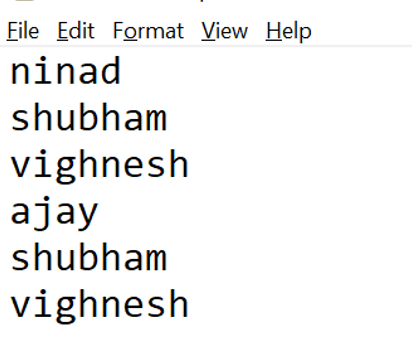 File Edit Format View Help
ninad
shubham
vighnesh
ajay
shubham
vighnesh